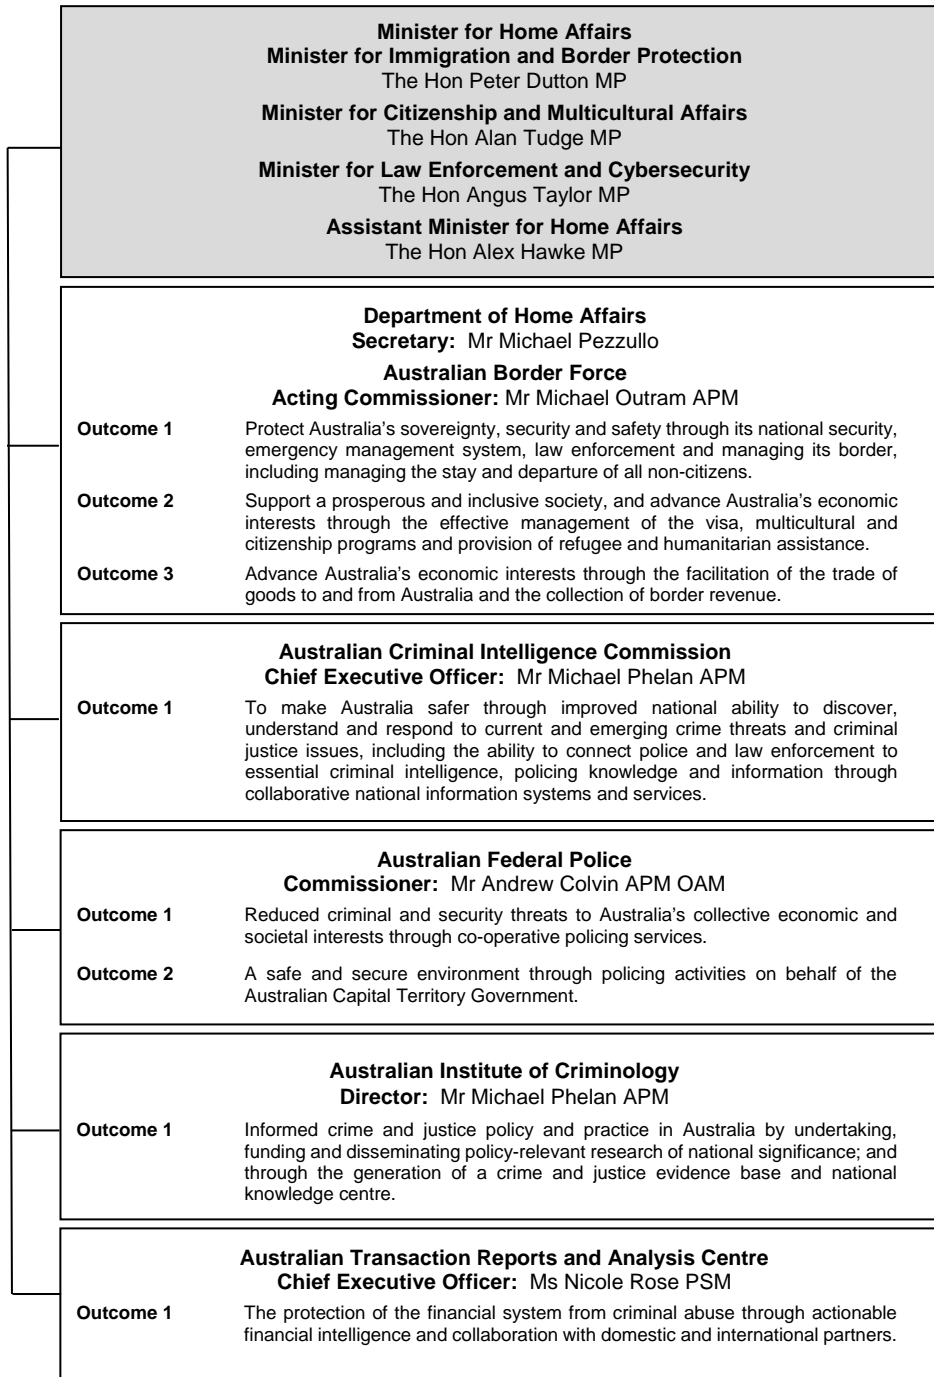 Minister for Home Affairs
Minister for Immigration and Border Protection
The Hon Peter Dutton MP
Minister for Citizenship and Multicultural Affairs
The Hon Alan Tudge MP
Minister for Law Enforcement and Cybersecurity
The Hon Angus Taylor MP
Assistant Minister for Home Affairs
The Hon Alex Hawke MP
Department of Home Affairs
Secretary: Mr Michael Pezzullo
Australian Border Force
Acting Commissioner: Mr Michael Outram APM
Outcome 1 Protect Australia's sovereignty, security and safety through its national security,
emergency management system, law enforcement and managing its border,
including managing the stay and departure of all non-citizens.
Outcome 2 Support a prosperous and inclusive society, and advance Australia's economic
interests through the effective management of the visa, multicultural and
citizenship programs and provision of refugee and humanitarian assistance.
Outcome 3 Advance Australia's economic interests through the facilitation of the trade of
goods to and from Australia and the collection of border revenue.
Australian Criminal Intelligence Commission
Chief Executive Officer: Mr Michael Phelan APM
Outcome 1 To make Australia safer through improved national ability to discover,
understand and respond to current and emerging crime threats and criminal
justice issues, including the ability to connect police and law enforcement to
essential criminal intelligence, policing knowledge and information through
collaborative national information systems and services.
Australian Federal Police
Commissioner: Mr Andrew Colvin APM OAM
Outcome 1 Reduced criminal and security threats to Australia's collective economic and
societal interests through co-operative policing services.
Outcome 2 A safe and secure environment through policing activities on behalf of the
Australian Capital Territory Government.
Australian Institute of Criminology
Director: Mr Michael Phelan APM
Outcome 1 Informed crime and justice policy and practice in Australia by undertaking,
funding and disseminating policy-relevant research of national significance; and
through the generation of a crime and justice evidence base and national
knowledge centre.
Australian Transaction Reports and Analysis Centre
Chief Executive Officer: Ms Nicole Rose PSM
Outcome 1 The protection of the financial system from criminal abuse through actionable
financial intelligence and collaboration with domestic and international partners.